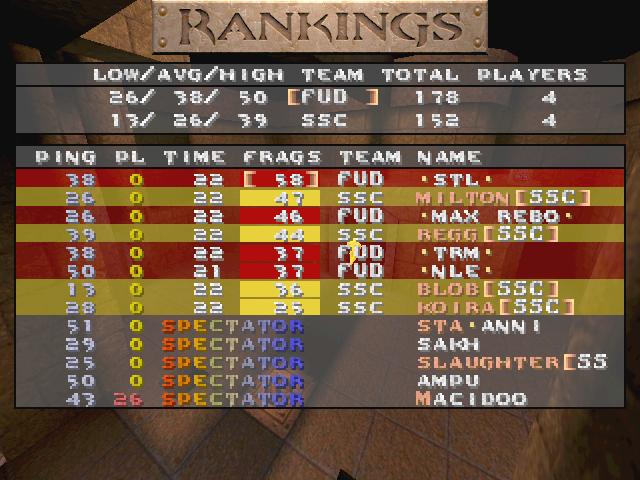 RANKINGS
LOW/AVG/HIGH TEAM TOTAL PLAYERS
26/ 38/ 50 [FUD ] 178 4
13/ 26/ 39 SSC 152 4
PING PL TIME FRAGS TEAM NAME
38 0 22 [ 58] FUD ·STL·
26 0 22 47 SSC MILTON[SSC]
26 0 22 46 FUD ·MAX REBO·
39 0 22 44 SSC REGG[SSC]
38 0 22 37 FUD ·TRM·
50 0 21 37 FUD ·NLE·
13 0 22 36 SSC BLOB[SSC]
28 0 22 25 SSC KOIRA[SSC]
51 0 SPECTATOR STA·ANNI
29 0 SPECTATOR SAKH
25 0 SPECTATOR SLAUGHTER[SS
50 0 SPECTATOR AMPU
43 26 SPECTATOR MACIDOO